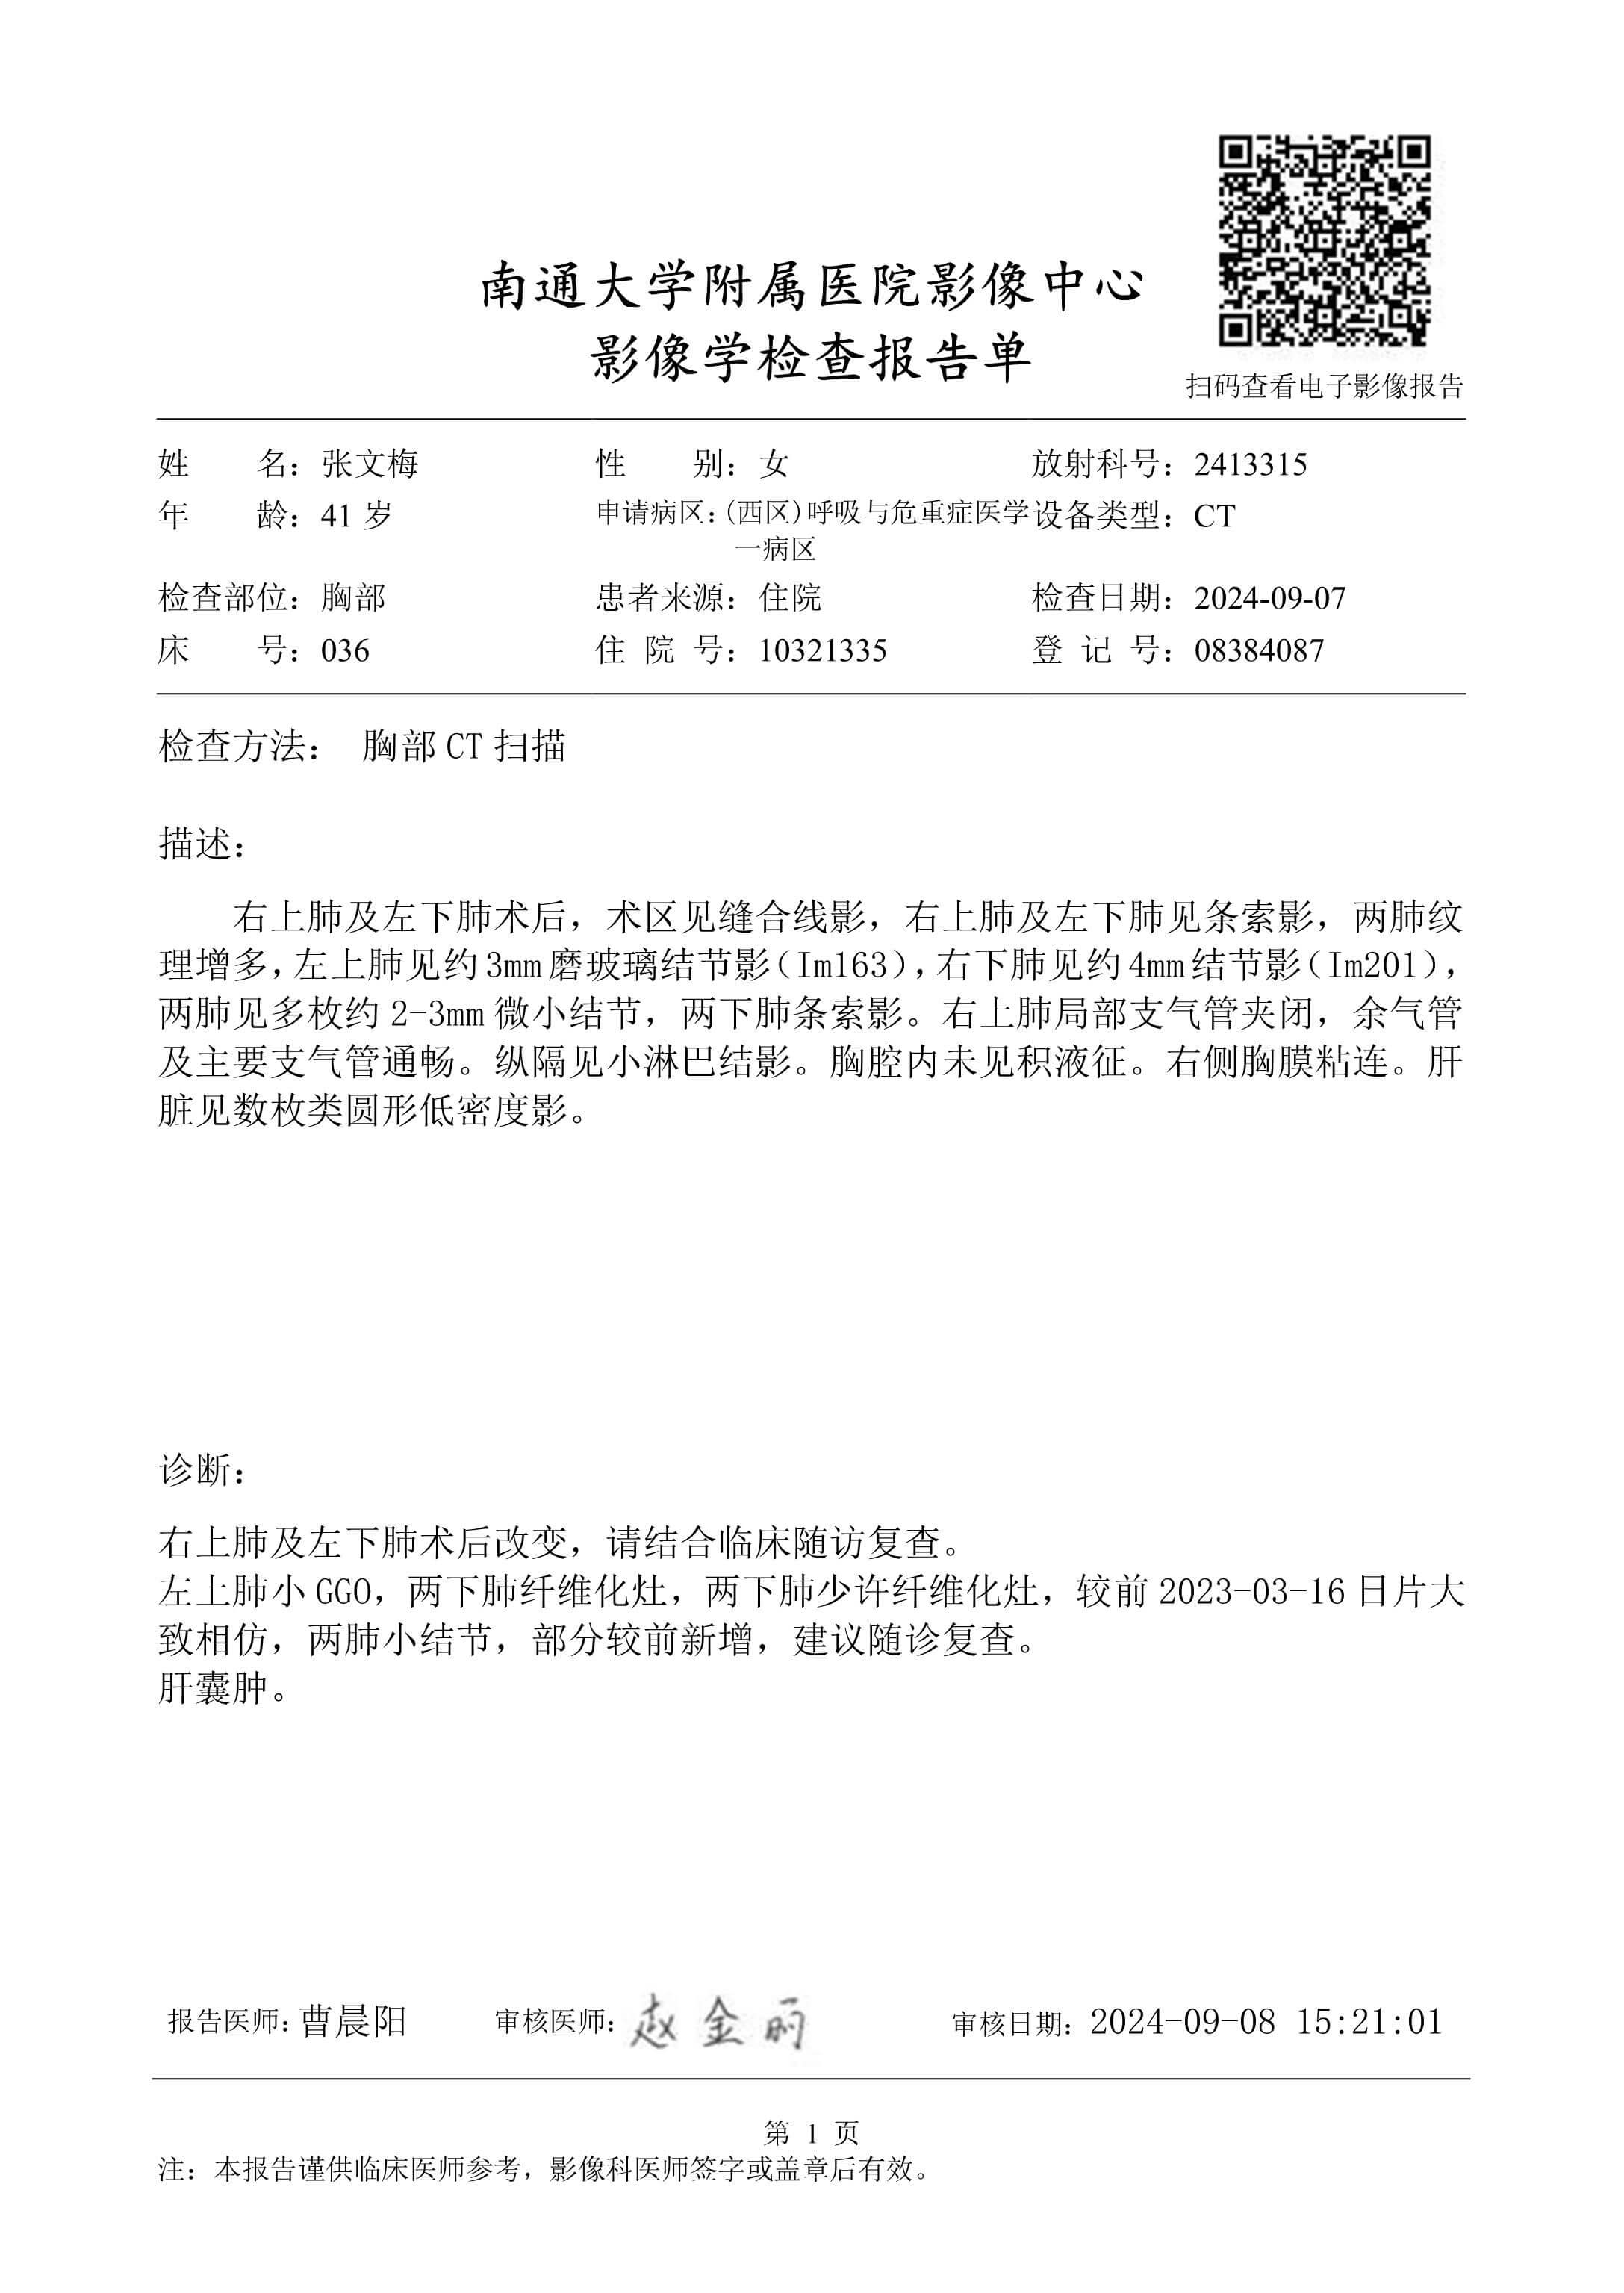 南通大学附属医院影像中心
影像学检查报告单
扫码查看电子影像报告
姓 名：张文梅 性 别：女 放射科号：2413315
年 龄：41 岁 申请病区：（西区）呼吸与危重症医学一病区 设备类型：CT
检查部位：胸部 患者来源：住院 检查日期：2024-09-07
床 号：036 住 院 号：10321335 登 记 号：08384087
检查方法： 胸部 CT 扫描
描述：
右上肺及左下肺术后，术区见缝合线影，右上肺及左下肺见条索影，两肺纹
理增多，左上肺见约 3mm 磨玻璃结节影（Im163），右下肺见约 4mm 结节影（Im201），
两肺见多枚约 2-3mm 微小结节，两下肺条索影。右上肺局部支气管夹闭，余气管
及主要支气管通畅。纵隔见小淋巴结影。胸腔内未见积液征。右侧胸膜粘连。肝
脏见数枚类圆形低密度影。
诊断：
右上肺及左下肺术后改变，请结合临床随访复查。
左上肺小 GGO，两下肺纤维化灶，两下肺少许纤维化灶，较前 2023-03-16 日片大
致相仿，两肺小结节，部分较前新增，建议随诊复查。
肝囊肿。
报告医师：曹晨阳 审核医师：赵金丽 审核日期：2024-09-08 15:21:01
第 1 页
注：本报告谨供临床医师参考，影像科医师签字或盖章后有效。